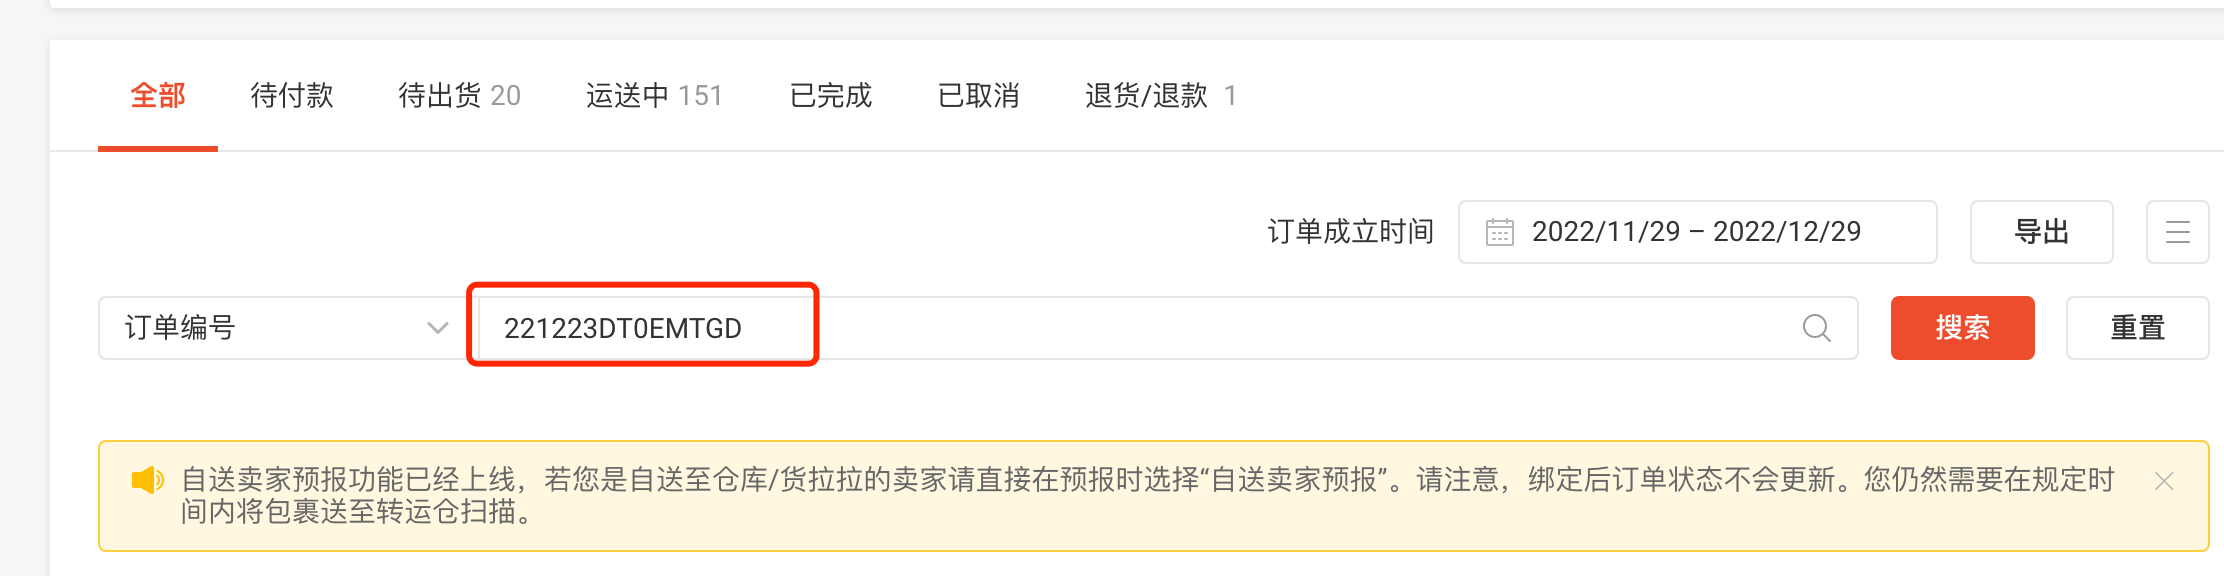 全部 待付款 待出货 20 运送中 151 已完成 已取消 退货/退款 1
订单成立时间 2022/11/29 – 2022/12/29 导出
订单编号 221223DT0EMTGD 搜索 重置
自送卖家预报功能已经上线，若您是自送至仓库/货拉拉的卖家请直接在预报时选择“自送卖家预报”。请注意，绑定后订单状态不会更新。您仍然需要在规定时
间内将包裹送至转运仓扫描。